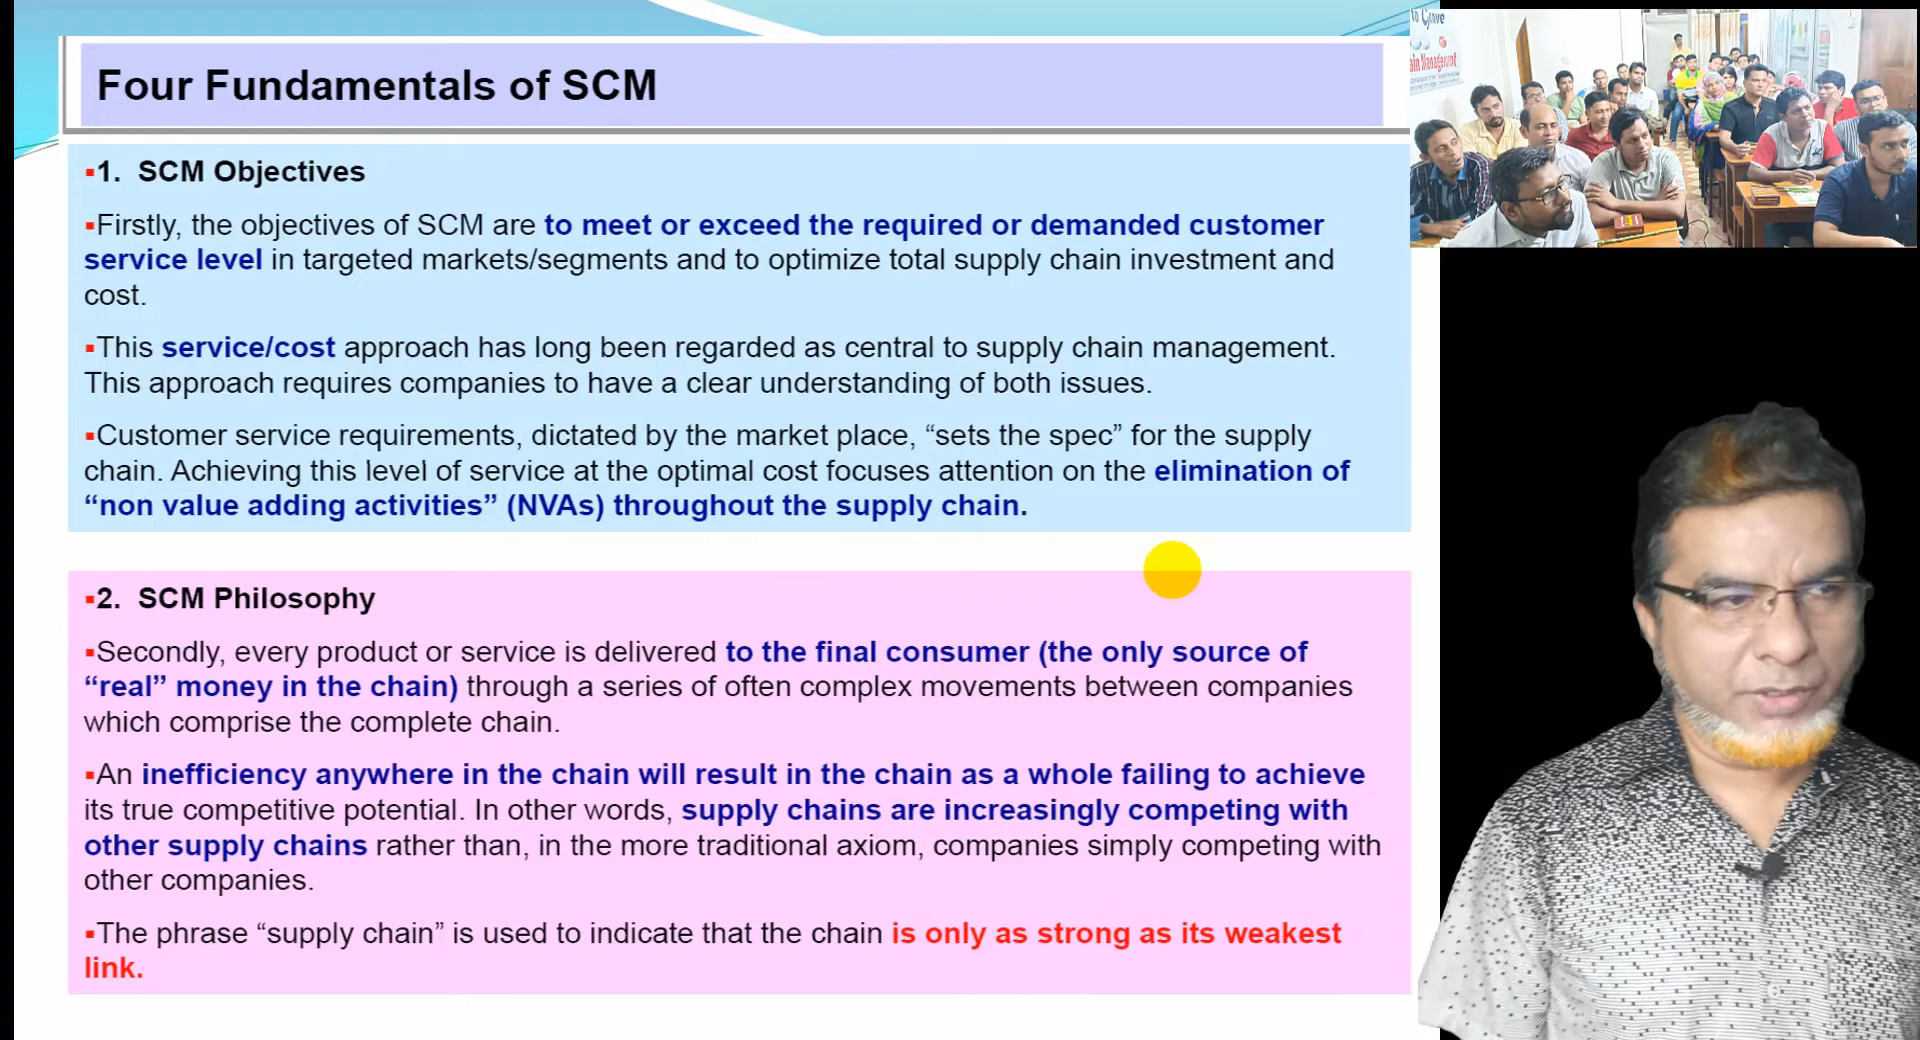 Four Fundamentals of SCM
▪1. SCM Objectives
▪Firstly, the objectives of SCM are to meet or exceed the required or demanded customer
service level in targeted markets/segments and to optimize total supply chain investment and
cost.
▪This service/cost approach has long been regarded as central to supply chain management.
This approach requires companies to have a clear understanding of both issues.
▪Customer service requirements, dictated by the market place, “sets the spec” for the supply
chain. Achieving this level of service at the optimal cost focuses attention on the elimination of
“non value adding activities” (NVAs) throughout the supply chain.
▪2. SCM Philosophy
▪Secondly, every product or service is delivered to the final consumer (the only source of
“real” money in the chain) through a series of often complex movements between companies
which comprise the complete chain.
▪An inefficiency anywhere in the chain will result in the chain as a whole failing to achieve
its true competitive potential. In other words, supply chains are increasingly competing with
other supply chains rather than, in the more traditional axiom, companies simply competing with
other companies.
▪The phrase “supply chain” is used to indicate that the chain is only as strong as its weakest
link.
Management